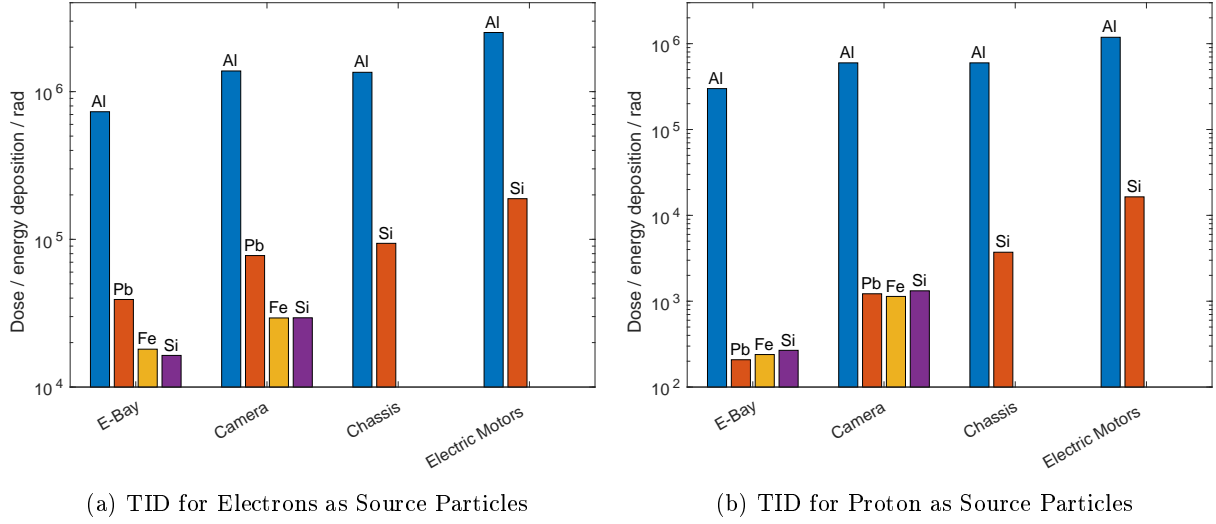 Dose / energy deposition / rad
10^6
10^5
10^4
Al
Pb
Fe
Si
Al
Pb
Fe
Si
Al
Si
Al
Si
E-Bay
Camera
Chassis
Electric Motors
(a) TID for Electrons as Source Particles
Dose / energy deposition / rad
10^6
10^5
10^4
10^3
10^2
Al
Pb
Fe
Si
Al
Pb
Fe
Si
Al
Si
Al
Si
E-Bay
Camera
Chassis
Electric Motors
(b) TID for Proton as Source Particles